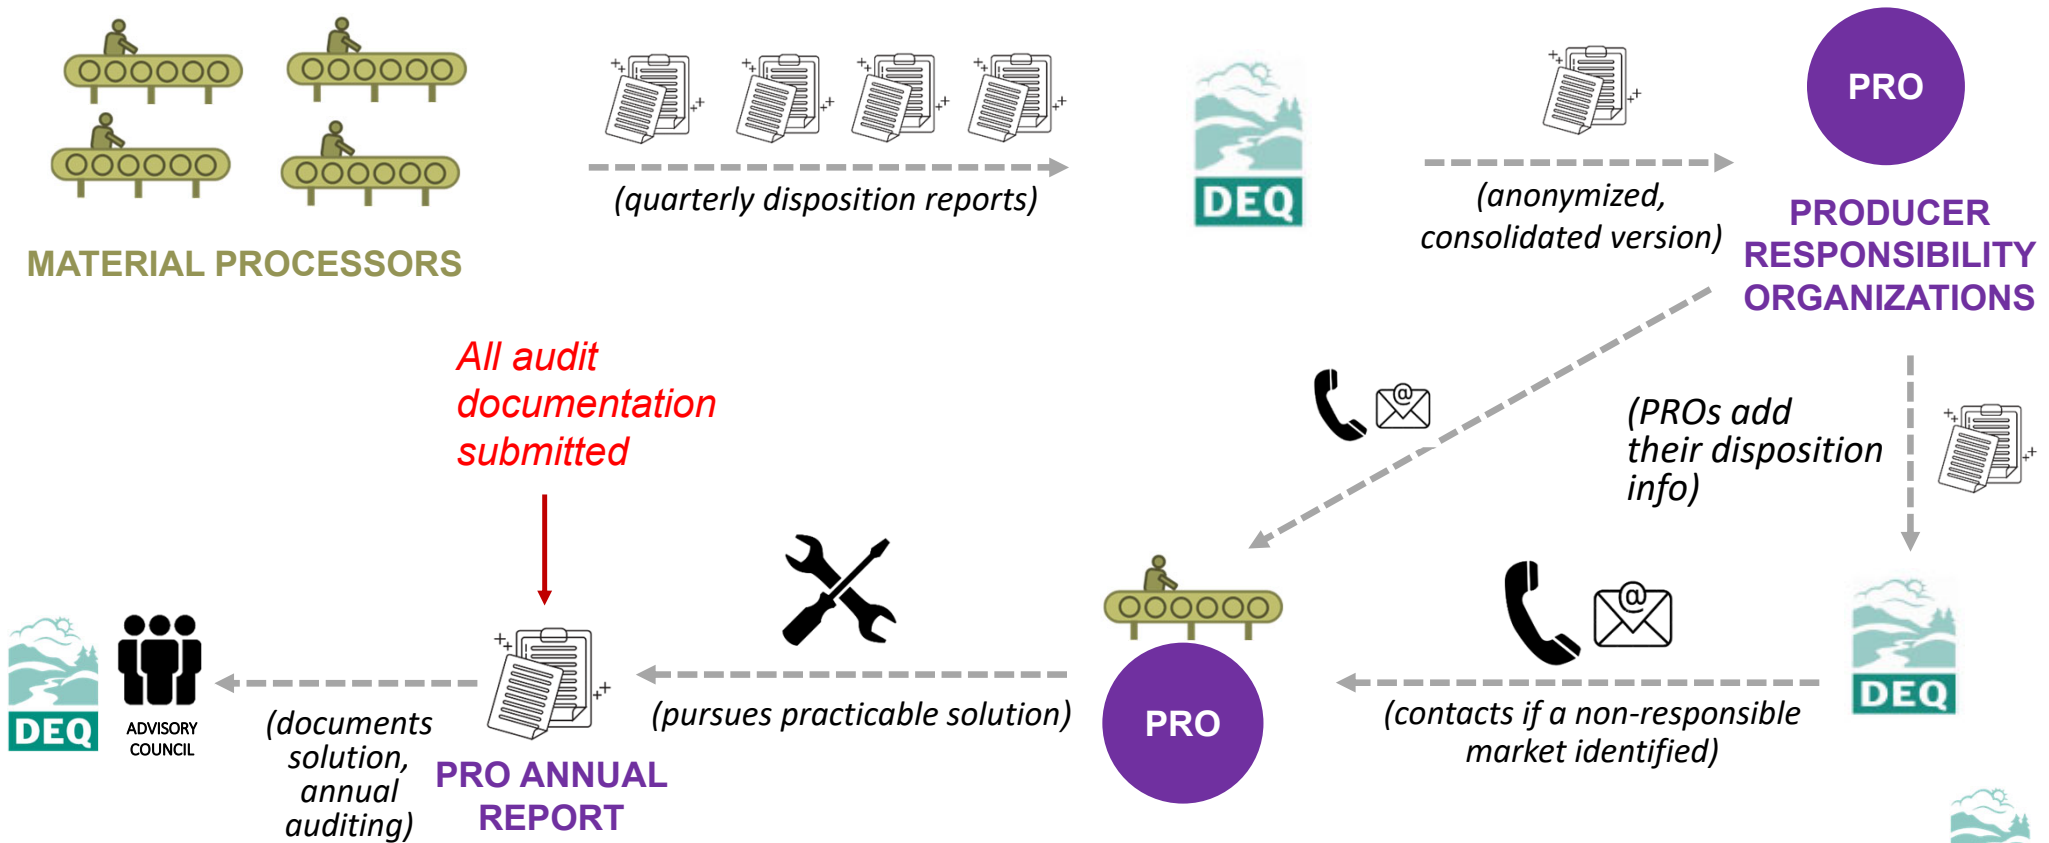 PRO
DEQ
(quarterly disposition reports)
(anonymized,
consolidated version)
MATERIAL PROCESSORS
PRODUCER
RESPONSIBILITY
ORGANIZATIONS
All audit
documentation
submitted
@
(PROs add
their disposition
info)
@
DEQ
(contacts if a non-responsible
market identified)
PRO
(pursues practicable solution)
PRO ANNUAL
REPORT
(documents
solution,
annual
auditing)
ADVISORY
COUNCIL
DEQ